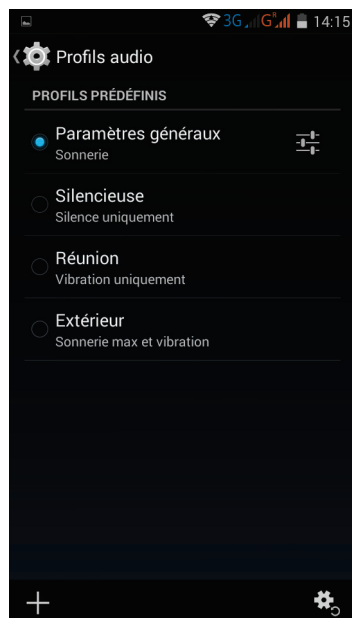 3G G 14:15
Profils audio
PROFILS PRÉDÉFINIS
Paramètres généraux
Sonnerie
Silencieuse
Silence uniquement
Réunion
Vibration uniquement
Extérieur
Sonnerie max et vibration